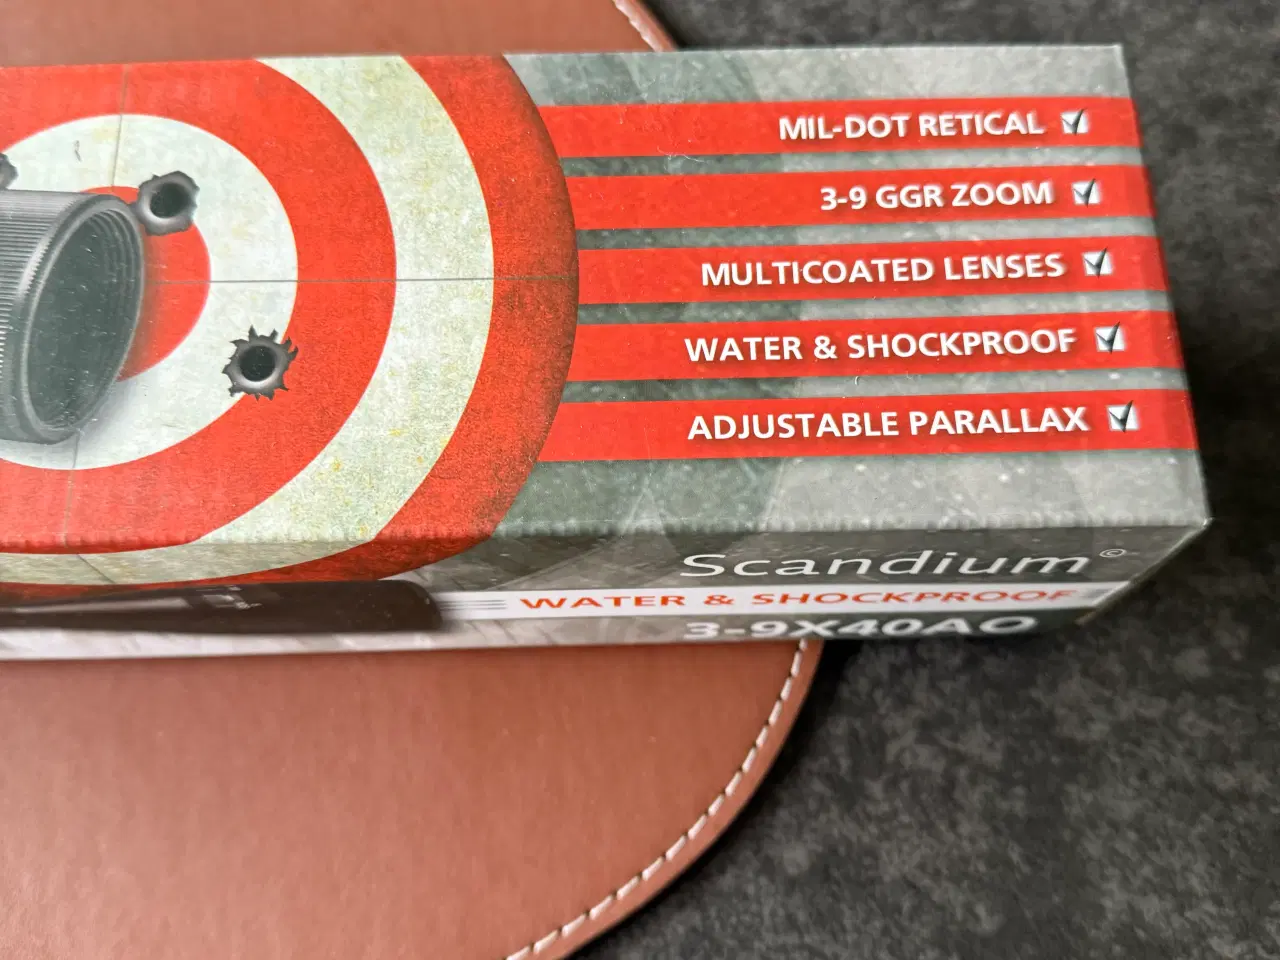 MIL-DOT RETICAL
3-9 GGR ZOOM
MULTICOATED LENSES
WATER & SHOCKPROOF
ADJUSTABLE PARALLAX
Scandium©
WATER & SHOCKPROOF
3-9X40AO